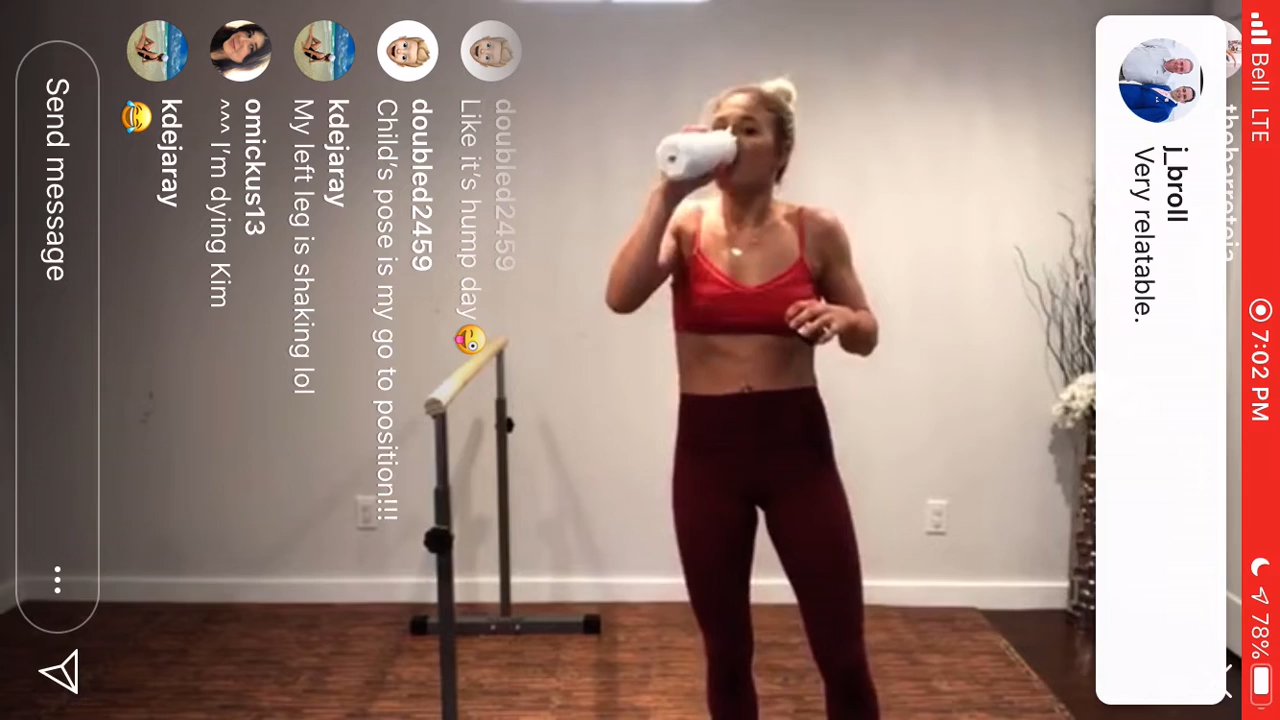 Bell LTE 7:02 PM 78%
j_broll
Very relatable.
doubled2459
Like it's hump day 😜
doubled2459
Child's pose is my go to position!!!
kdejaray
My left leg is shaking lol
omickus13
^^^ I'm dying Kim
kdejaray
😂
Send message